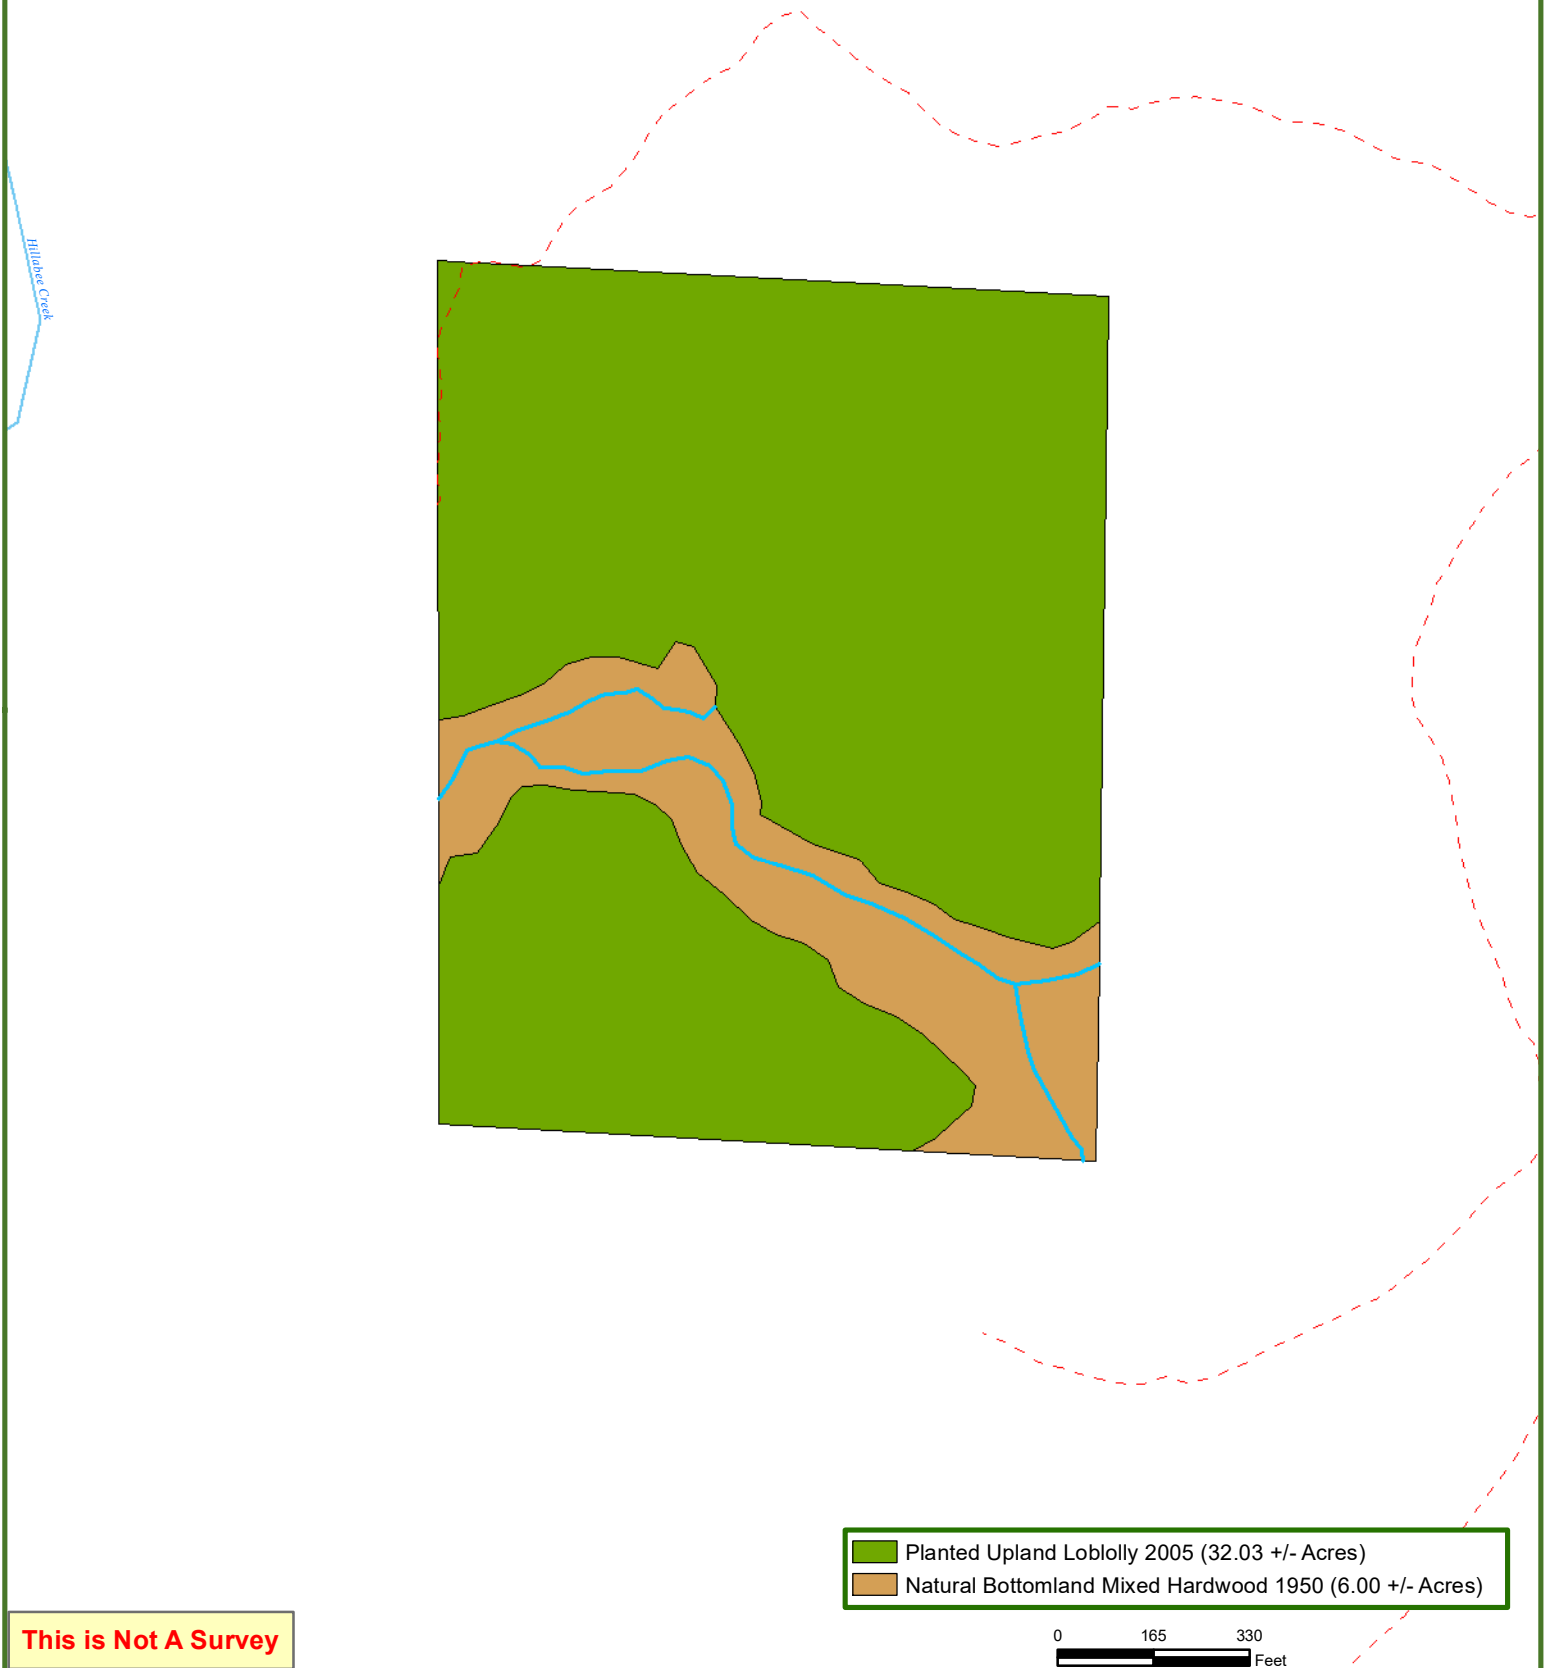 Hillabee Creek
Planted Upland Loblolly 2005 (32.03 +/- Acres)
Natural Bottomland Mixed Hardwood 1950 (6.00 +/- Acres)
This is Not A Survey
0 165 330
Feet